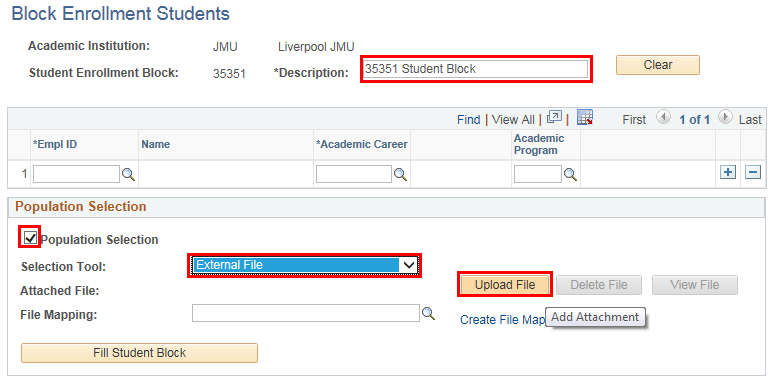 Block Enrollment Students
Academic Institution: JMU Liverpool JMU
Student Enrollment Block: 35351 *Description: 35351 Student Block Clear
Find | View All | | First 1 of 1 Last
*Empl ID Name *Academic Career Academic Program
1
Population Selection
Population Selection
Selection Tool: External File
Attached File: Upload File Delete File View File
File Mapping: Create File Map Add Attachment
Fill Student Block